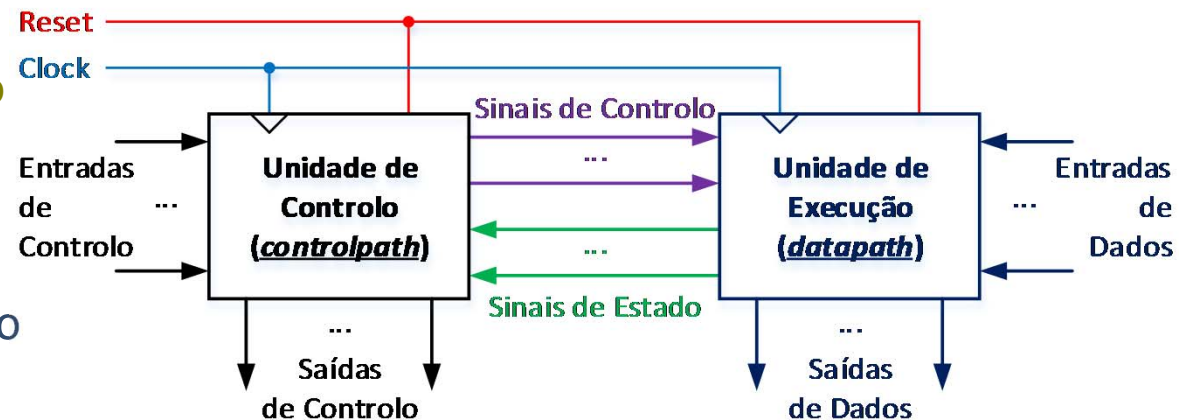 Reset
Clock
o
Sinais de Controlo
...
Entradas
de
Controlo
...
Unidade de
Controlo
(controlpath)
Unidade de
Execução
(datapath)
...
Entradas
de
Dados
...
Sinais de Estado
o
...
Saídas
de Controlo
...
Saídas
de Dados